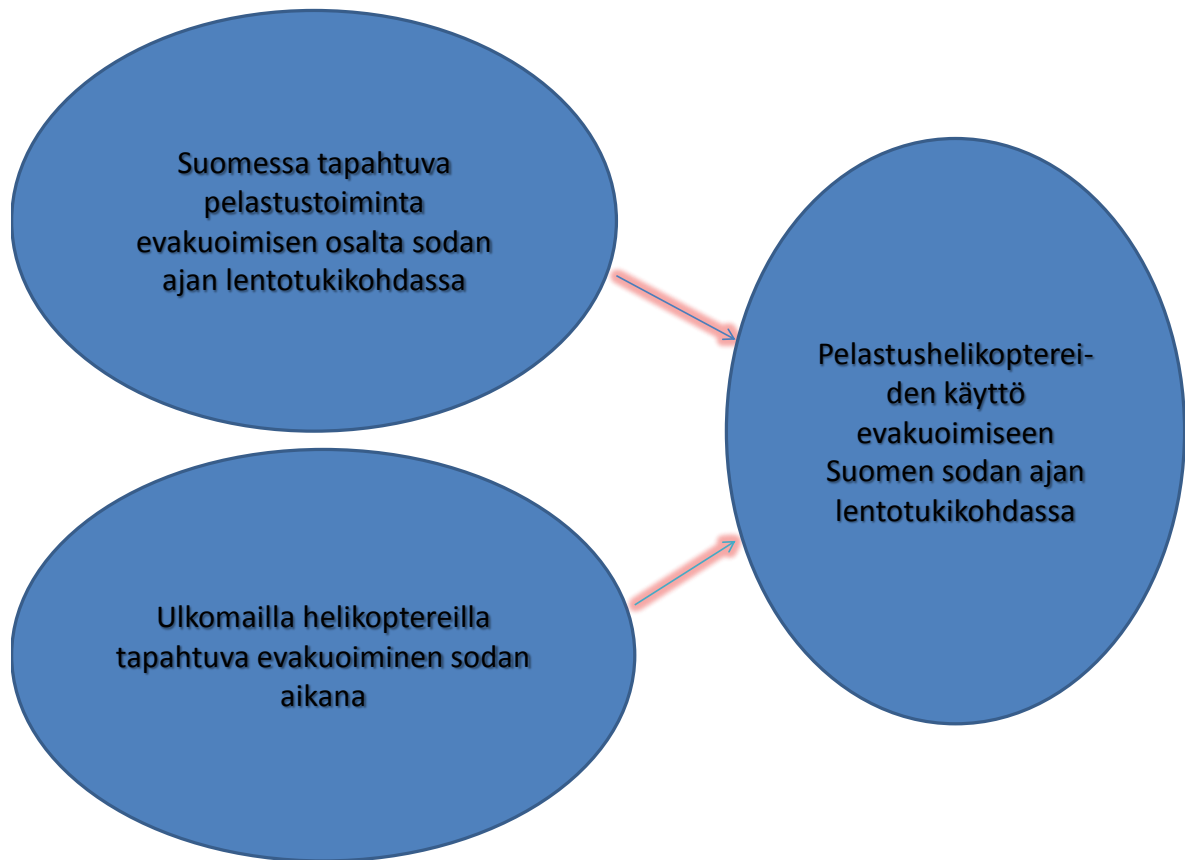 Suomessa tapahtuva
pelastustoiminta
evakuoimisen osalta sodan
ajan lentotukikohdassa
Ulkomailla helikoptereilla
tapahtuva evakuoiminen sodan
aikana
Pelastushelikopterei-
den käyttö
evakuoimiseen
Suomen sodan ajan
lentotukikohdassa